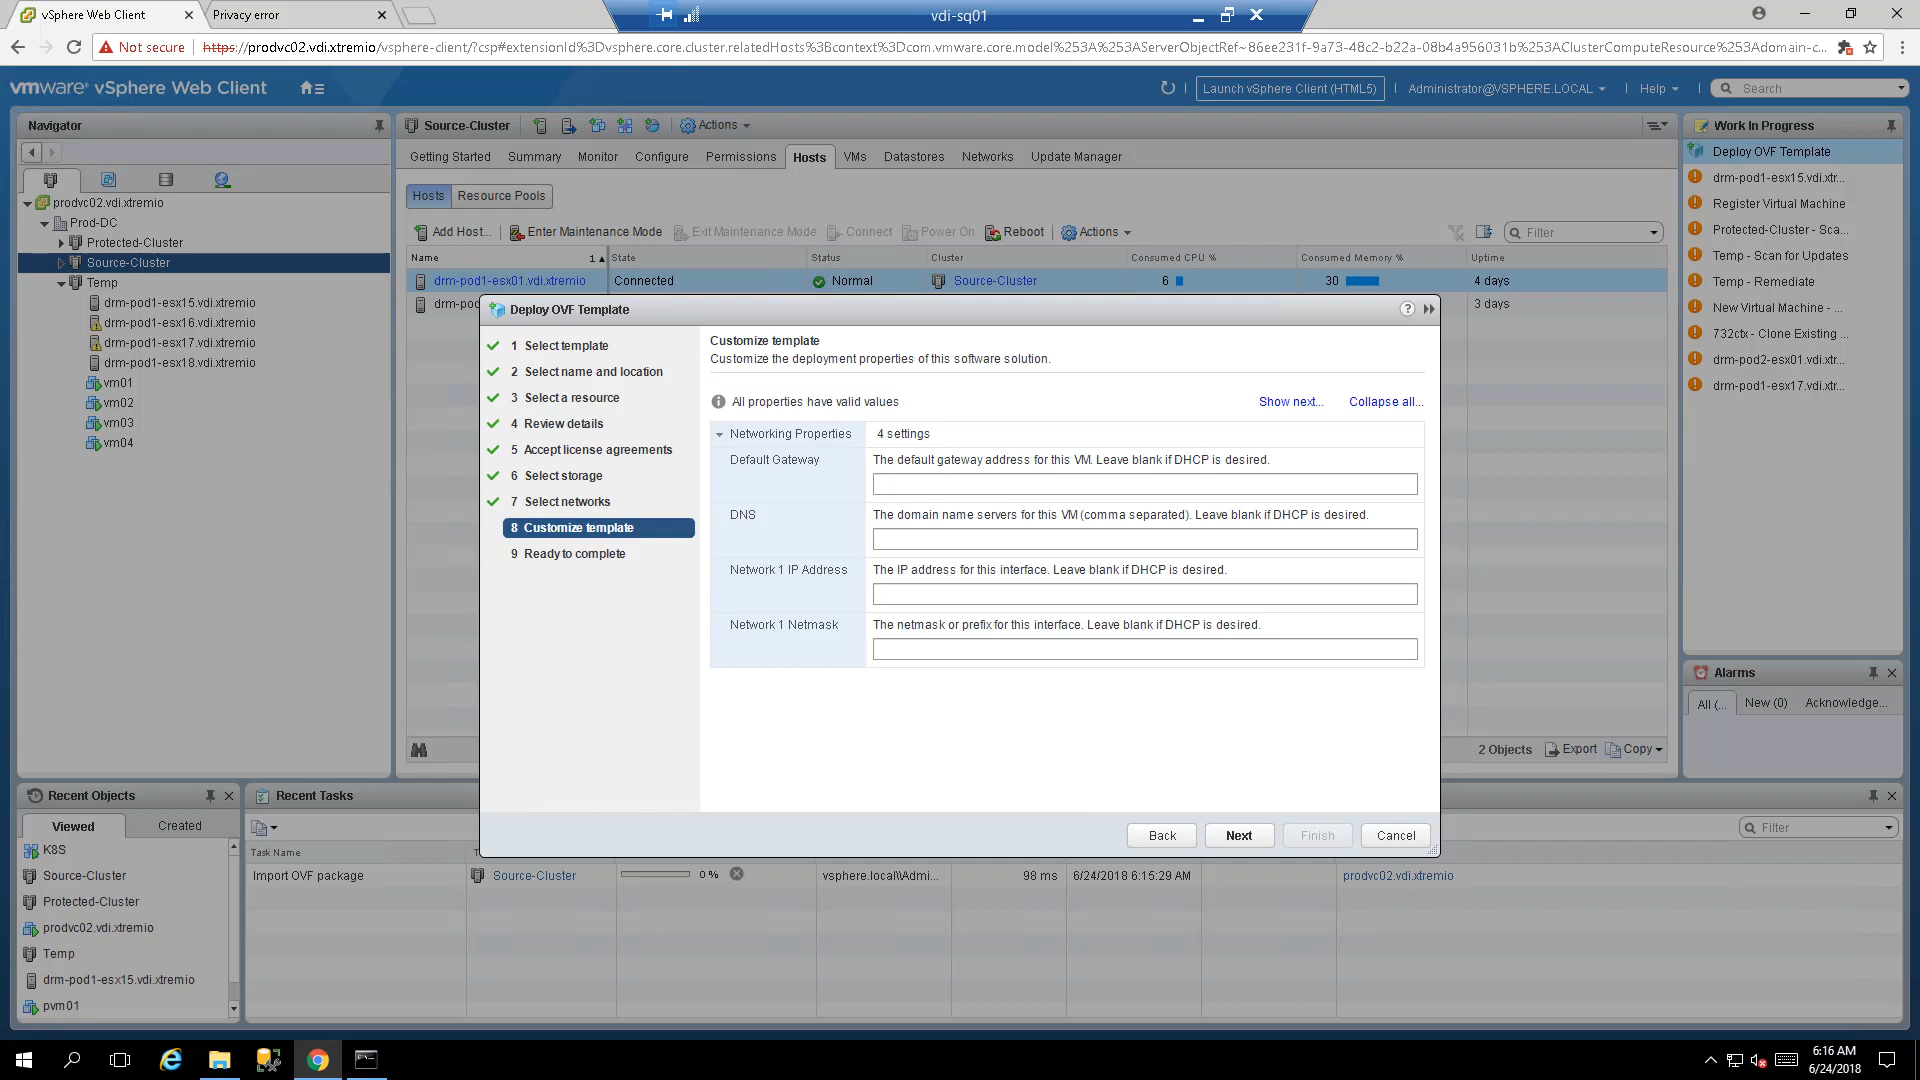 vSphere Web Client
Privacy error
vdi-sq01
Not secure
https://prodvc02.vdi.xtremio/vsphere-client/?csp#extensionId%3Dvsphere.core.cluster.relatedHosts%3Bcontext%3Dcom.vmware.core.model%253A%253AServerObjectRef~86ee231f-9a73-48c2-b22a-08b4a956031b%253AClusterComputeResource%253Adomain-c...
vmware® vSphere Web Client
Launch vSphere Client (HTML5)
Administrator@VSPHERE.LOCAL
Help
Search
Navigator
prodvc02.vdi.xtremio
Prod-DC
Protected-Cluster
Source-Cluster
Temp
drm-pod1-esx15.vdi.xtremio
drm-pod1-esx16.vdi.xtremio
drm-pod1-esx17.vdi.xtremio
drm-pod1-esx18.vdi.xtremio
vm01
vm02
vm03
vm04
Source-Cluster
Actions
Getting Started
Summary
Monitor
Configure
Permissions
Hosts
VMs
Datastores
Networks
Update Manager
Hosts
Resource Pools
Add Host...
Enter Maintenance Mode
Exit Maintenance Mode
Connect
Power On
Reboot
Actions
Filter
Name
1
State
Status
Cluster
Consumed CPU %
Consumed Memory %
Uptime
drm-pod1-esx01.vdi.xtremio
Connected
Normal
Source-Cluster
6
30
4 days
drm-po
3 days
Deploy OVF Template
?
1 Select template
2 Select name and location
3 Select a resource
4 Review details
5 Accept license agreements
6 Select storage
7 Select networks
8 Customize template
9 Ready to complete
Customize template
Customize the deployment properties of this software solution.
All properties have valid values
Show next...
Collapse all...
Networking Properties
4 settings
Default Gateway
The default gateway address for this VM. Leave blank if DHCP is desired.
DNS
The domain name servers for this VM (comma separated). Leave blank if DHCP is desired.
Network 1 IP Address
The IP address for this interface. Leave blank if DHCP is desired.
Network 1 Netmask
The netmask or prefix for this interface. Leave blank if DHCP is desired.
Back
Next
Finish
Cancel
2 Objects
Export
Copy
Work In Progress
Deploy OVF Template
drm-pod1-esx15.vdi.xtr...
Register Virtual Machine
Protected-Cluster - Sca...
Temp - Scan for Updates
Temp - Remediate
New Virtual Machine - ...
732ctx - Clone Existing ...
drm-pod2-esx01.vdi.xtr...
drm-pod1-esx17.vdi.xtr...
Alarms
All (...
New (0)
Acknowledge...
Recent Objects
Viewed
Created
K8S
Source-Cluster
Protected-Cluster
prodvc02.vdi.xtremio
Temp
drm-pod1-esx15.vdi.xtremio
pvm01
Recent Tasks
Filter
Task Name
T
Import OVF package
Source-Cluster
0 %
vsphere.local\Admi...
98 ms
6/24/2018 6:15:29 AM
prodvc02.vdi.xtremio
6:16 AM
6/24/2018